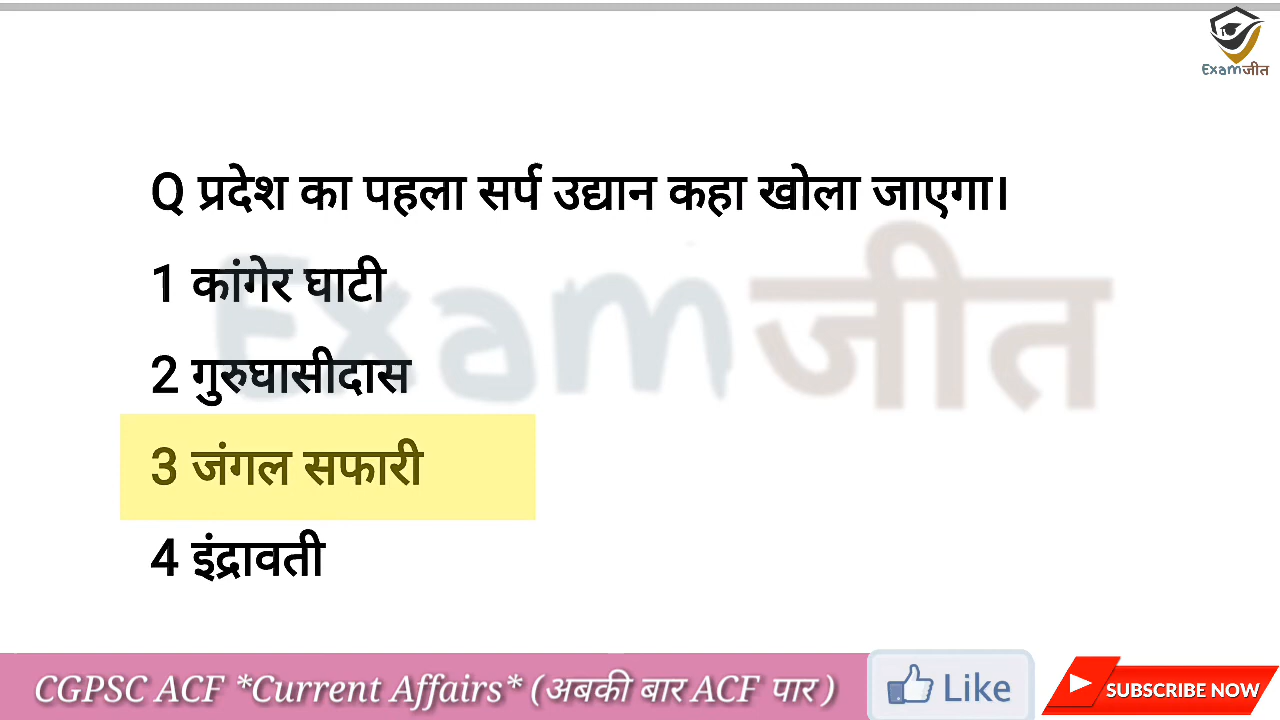 Examजीत
Q प्रदेश का पहला सर्प उद्यान कहा खोला जाएगा।
1 कांगेर घाटी
2 गुरुघासीदास
3 जंगल सफारी
4 इंद्रावती
Examजीत
CGPSC ACF *Current Affairs* (अबकी बार ACF पार )
Like
SUBSCRIBE NOW